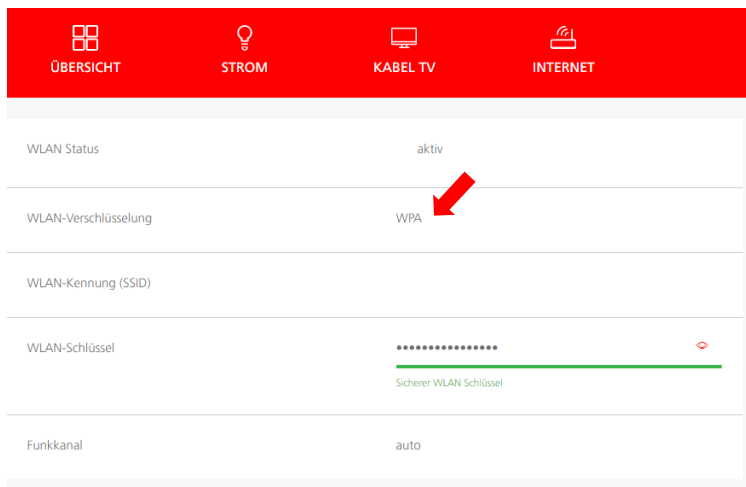 ÜBERSICHT
STROM
KABEL TV
INTERNET
WLAN Status
aktiv
WLAN-Verschlüsselung
WPA
WLAN-Kennung (SSID)
WLAN-Schlüssel
••••••••••••••••
Sicherer WLAN Schlüssel
Funkkanal
auto